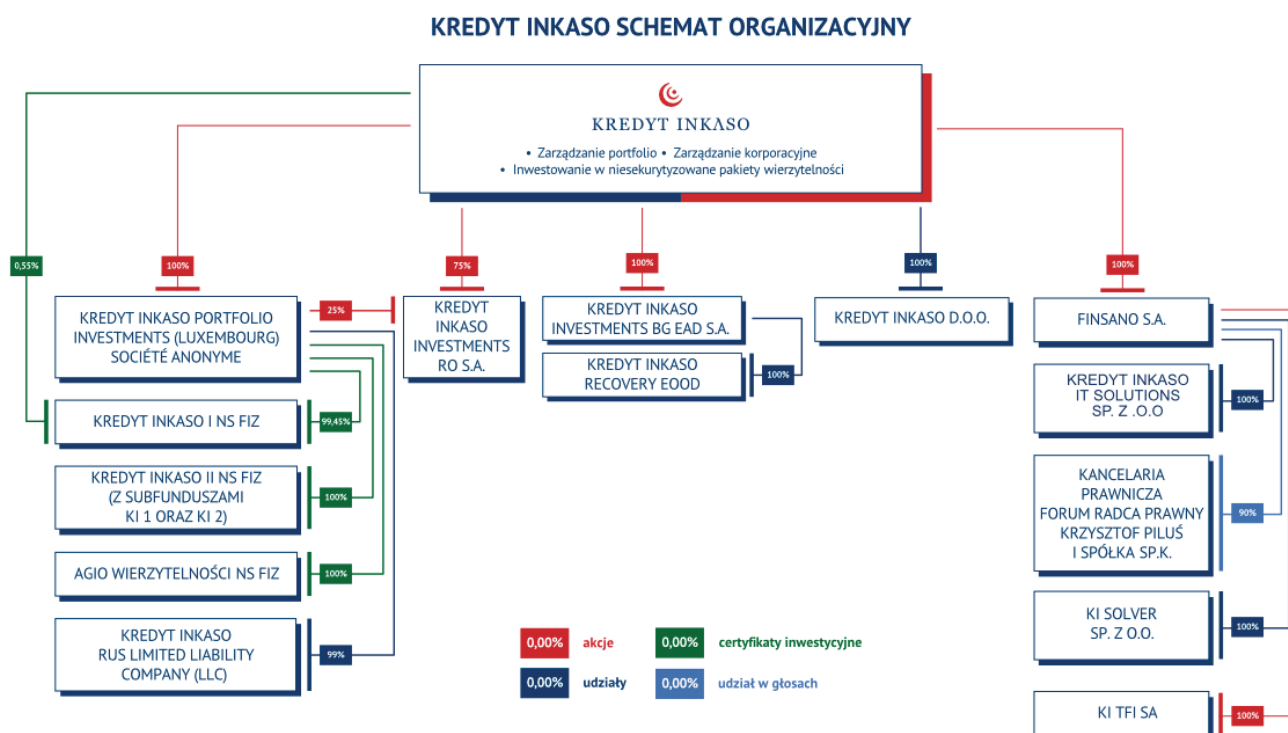 KREDYT INKASO SCHEMAT ORGANIZACYJNY
KREDYT INKASO
• Zarządzanie portfolio • Zarządzanie korporacyjne
• Inwestowanie w niesekurytyzowane pakiety wierzytelności
0,55%
100%
75%
100%
100%
100%
KREDYT INKASO PORTFOLIO
INVESTMENTS (LUXEMBOURG)
SOCIÉTÉ ANONYME
25%
KREDYT
INKASO
INVESTMENTS
RO S.A.
KREDYT INKASO
INVESTMENTS BG EAD S.A.
KREDYT INKASO
RECOVERY EOOD
100%
KREDYT INKASO D.O.O.
FINSANO S.A.
KREDYT INKASO I NS FIZ
99,45%
KREDYT INKASO II NS FIZ
(Z SUBFUNDUSZAMI
KI 1 ORAZ KI 2)
100%
AGIO WIERZYTELNOŚCI NS FIZ
100%
KREDYT INKASO
RUS LIMITED LIABILITY
COMPANY (LLC)
99%
KREDYT INKASO
IT SOLUTIONS
SP. Z .O.O
100%
KANCELARIA
PRAWNICZA
FORUM RADCA PRAWNY
KRZYSZTOF PILUŚ
I SPÓŁKA SP.K.
90%
KI SOLVER
SP. Z O.O.
100%
KI TFI SA
100%
0,00% akcje
0,00% certyfikaty inwestycyjne
0,00% udziały
0,00% udział w głosach